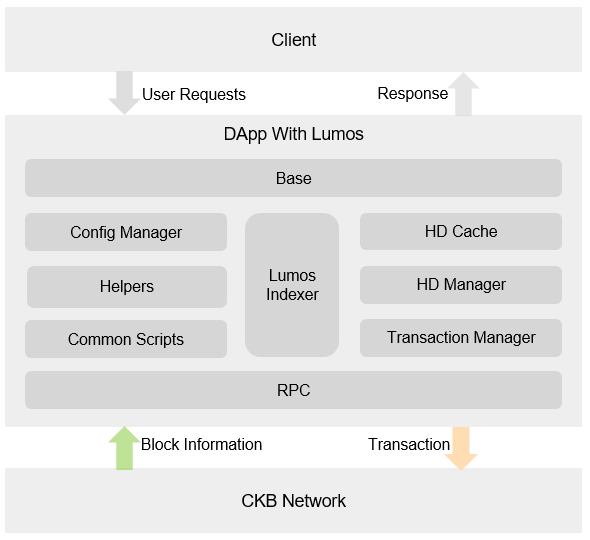 Client
User Requests
Response
DApp With Lumos
Base
Config Manager
Helpers
Common Scripts
Lumos
Indexer
HD Cache
HD Manager
Transaction Manager
RPC
Block Information
Transaction
CKB Network